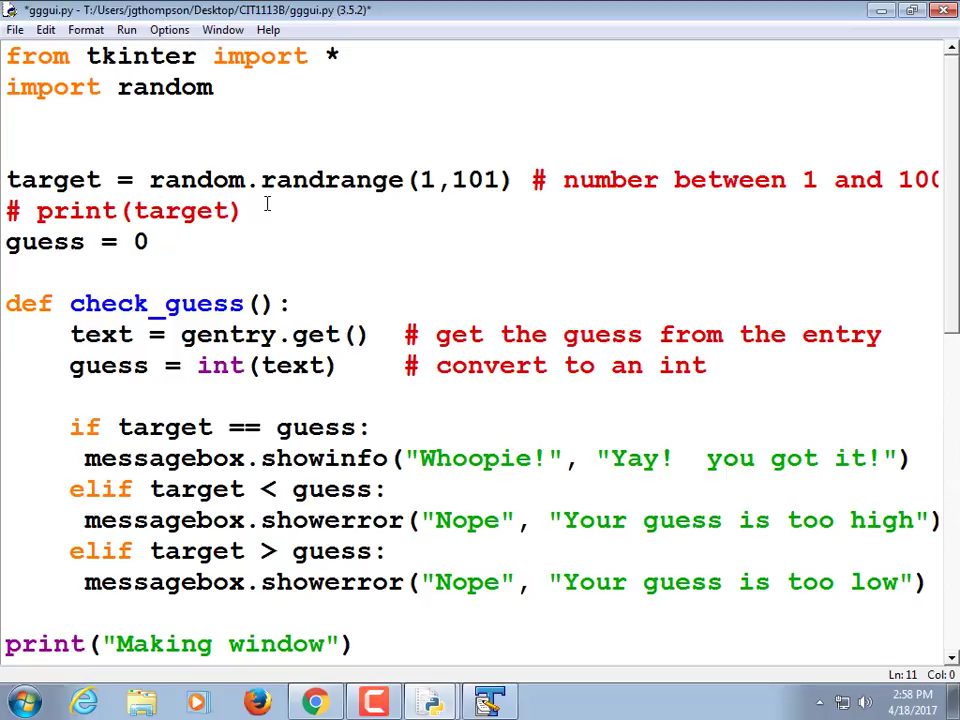 *gggui.py - T:/Users/jgthompson/Desktop/CIT1113B/gggui.py (3.5.2)*
File Edit Format Run Options Window Help
from tkinter import *
import random
target = random.randrange(1,101) # number between 1 and 100
# print(target)
guess = 0
def check_guess():
text = gentry.get() # get the guess from the entry
guess = int(text) # convert to an int
if target == guess:
messagebox.showinfo("Whoopie!", "Yay!  you got it!")
elif target < guess:
messagebox.showerror("Nope", "Your guess is too high")
elif target > guess:
messagebox.showerror("Nope", "Your guess is too low")
print("Making window")
Ln: 11 Col: 0
2:58 PM
4/18/2017